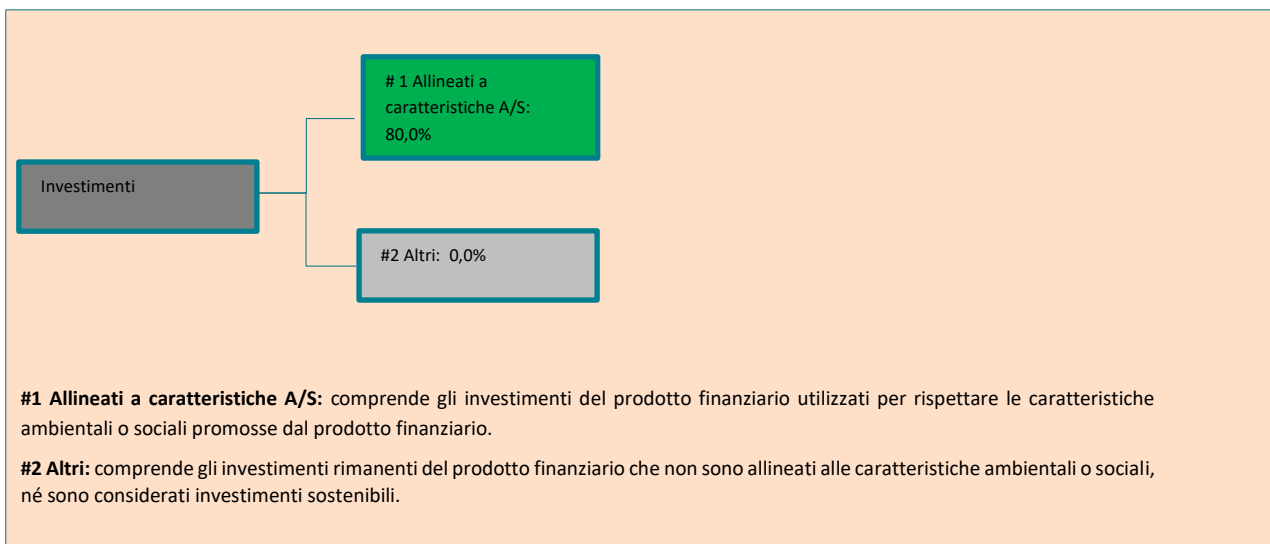 # 1 Allineati a
caratteristiche A/S:
80,0%
Investimenti
#2 Altri: 0,0%
#1 Allineati a caratteristiche A/S: comprende gli investimenti del prodotto finanziario utilizzati per rispettare le caratteristiche
ambientali o sociali promosse dal prodotto finanziario.
#2 Altri: comprende gli investimenti rimanenti del prodotto finanziario che non sono allineati alle caratteristiche ambientali o sociali,
né sono considerati investimenti sostenibili.